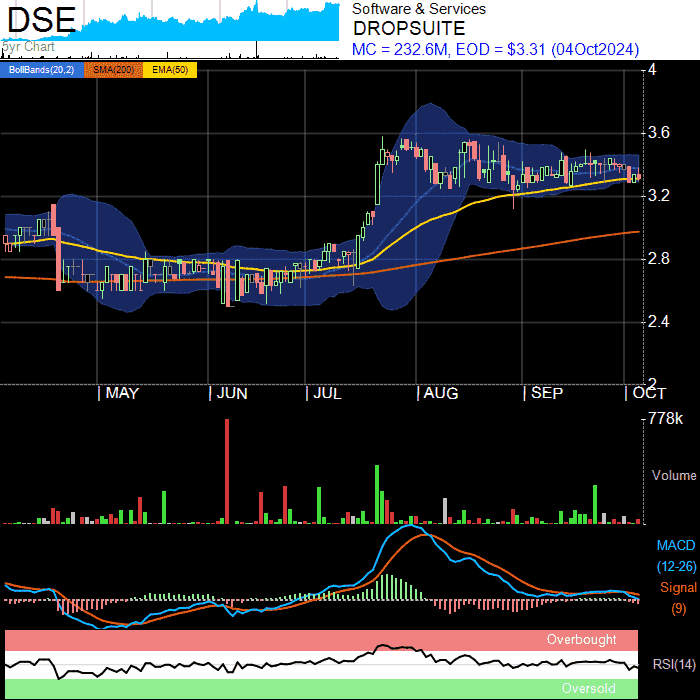 DSE
5yr Chart
Software & Services
DROPSUITE
MC = 232.6M, EOD = $3.31 (04Oct2024)
BollBands(20,2) SMA(200) EMA(50)
4
3.6
3.2
2.8
2.4
2
MAY JUN JUL AUG SEP OCT
778k
Volume
MACD
(12-26)
Signal
(9)
Overbought
RSI(14)
Oversold